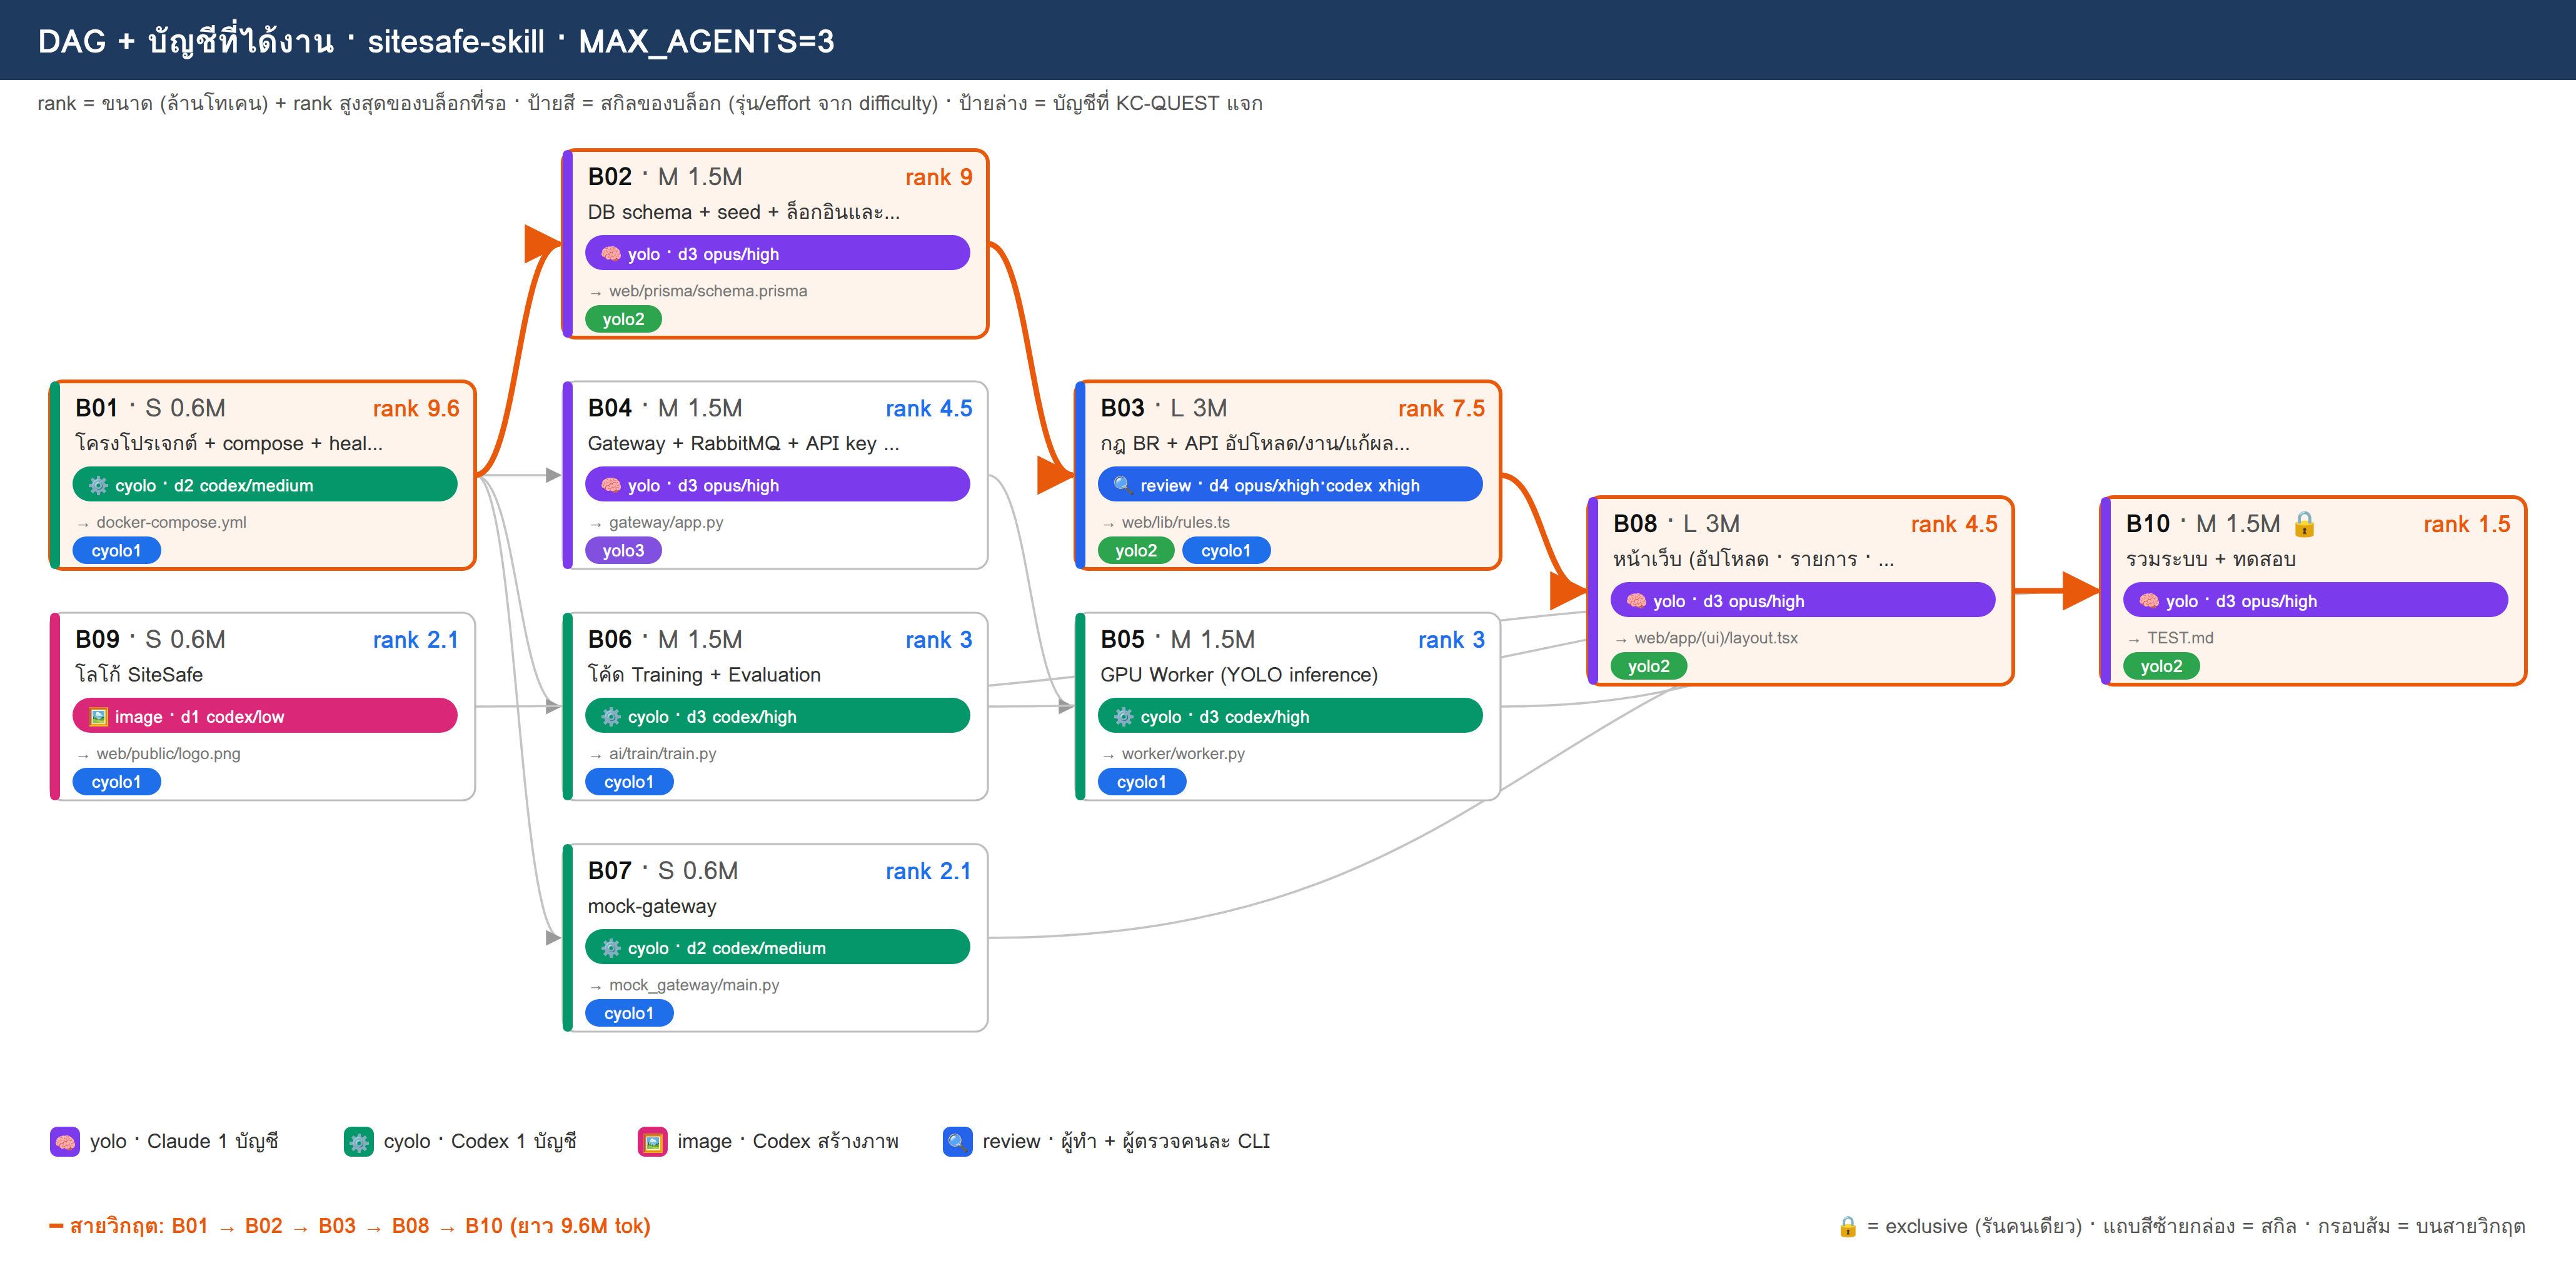 DAG + บัญชีที่ได้งาน · sitesafe-skill · MAX_AGENTS=3
rank = ขนาด (ล้านโทเคน) + rank สูงสุดของบล็อกที่รอ · ป้ายสี = สกิลของบล็อก (รุ่น/effort จาก difficulty) · ป้ายล่าง = บัญชีที่ KC-QUEST แจก
B02 · M 1.5M rank 9
DB schema + seed + ล็อกอินและ...
yolo · d3 opus/high
→ web/prisma/schema.prisma
yolo2
B01 · S 0.6M rank 9.6
โครงโปรเจกต์ + compose + heal...
cyolo · d2 codex/medium
→ docker-compose.yml
cyolo1
B04 · M 1.5M rank 4.5
Gateway + RabbitMQ + API key ...
yolo · d3 opus/high
→ gateway/app.py
yolo3
B03 · L 3M rank 7.5
กฎ BR + API อัปโหลด/งาน/แก้ผล...
review · d4 opus/xhigh·codex xhigh
→ web/lib/rules.ts
yolo2 cyolo1
B08 · L 3M rank 4.5
หน้าเว็บ (อัปโหลด · รายการ · ...
yolo · d3 opus/high
→ web/app/(ui)/layout.tsx
yolo2
B10 · M 1.5M 🔒 rank 1.5
รวมระบบ + ทดสอบ
yolo · d3 opus/high
→ TEST.md
yolo2
B09 · S 0.6M rank 2.1
โลโก้ SiteSafe
image · d1 codex/low
→ web/public/logo.png
cyolo1
B06 · M 1.5M rank 3
โค้ด Training + Evaluation
cyolo · d3 codex/high
→ ai/train/train.py
cyolo1
B05 · M 1.5M rank 3
GPU Worker (YOLO inference)
cyolo · d3 codex/high
→ worker/worker.py
cyolo1
B07 · S 0.6M rank 2.1
mock-gateway
cyolo · d2 codex/medium
→ mock_gateway/main.py
cyolo1
yolo · Claude 1 บัญชี
cyolo · Codex 1 บัญชี
image · Codex สร้างภาพ
review · ผู้ทำ + ผู้ตรวจคนละ CLI
━ สายวิกฤต: B01 → B02 → B03 → B08 → B10 (ยาว 9.6M tok)
🔒 = exclusive (รันคนเดียว) · แถบสีซ้ายกล่อง = สกิล · กรอบส้ม = บนสายวิกฤต